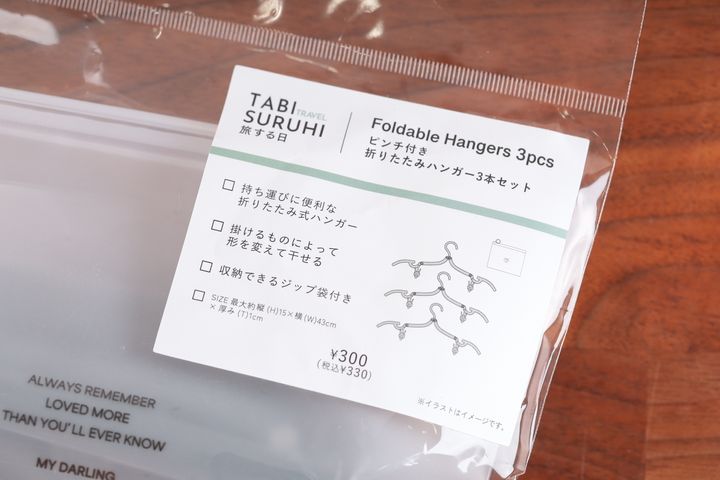 TABI
TRAVEL
SURUHI
旅する日
Foldable Hangers 3pcs
ピンチ付き
折りたたみハンガー3本セット
□ 持ち運びに便利な
折りたたみ式ハンガー
□ 掛けるものによって
形を変えて干せる
□ 収納できるジップ袋付き
□ SIZE 最大約縦 (H)15×横 (W)43cm
× 厚み (T)1cm
¥300
(税込¥330)
※イラストはイメージです。
ALWAYS REMEMBER
LOVED MORE
THAN YOU'LL EVER KNOW
MY DARLING